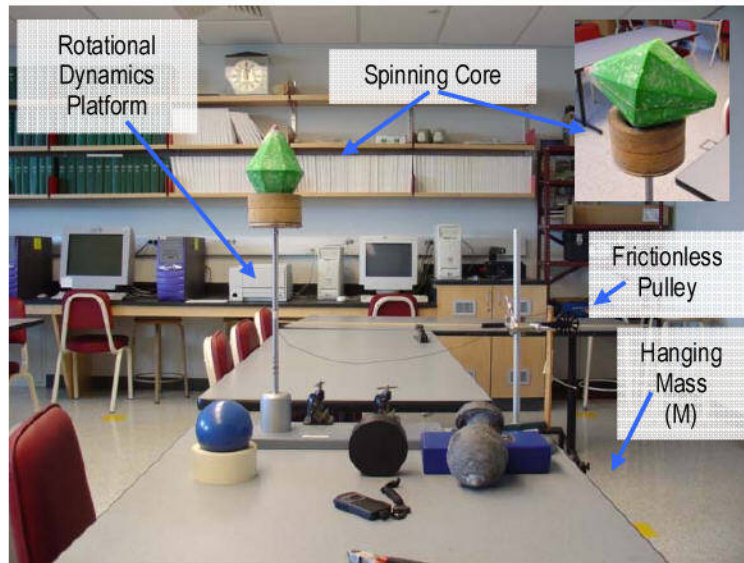 Rotational
Dynamics
Platform
Spinning Core
Frictionless
Pulley
Hanging
Mass
(M)